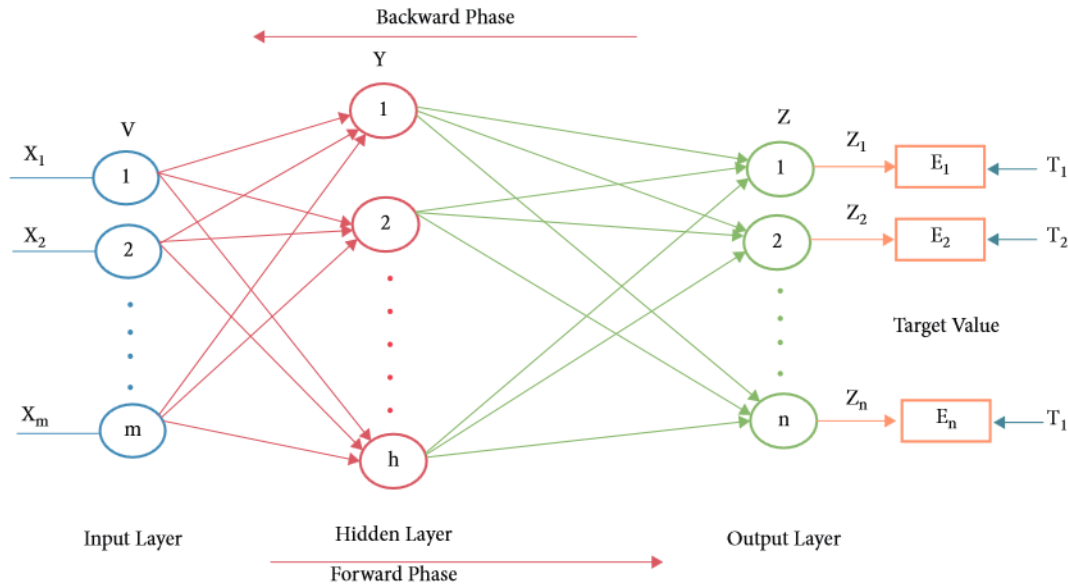 Backward Phase
Y
1
V
Z
X₁
1
1
Z₁
E₁
T₁
X₂
2
2
2
Z₂
E₂
T₂
Target Value
Xₘ
m
h
n
Zₙ
Eₙ
T₁
Input Layer
Hidden Layer
Output Layer
Forward Phase